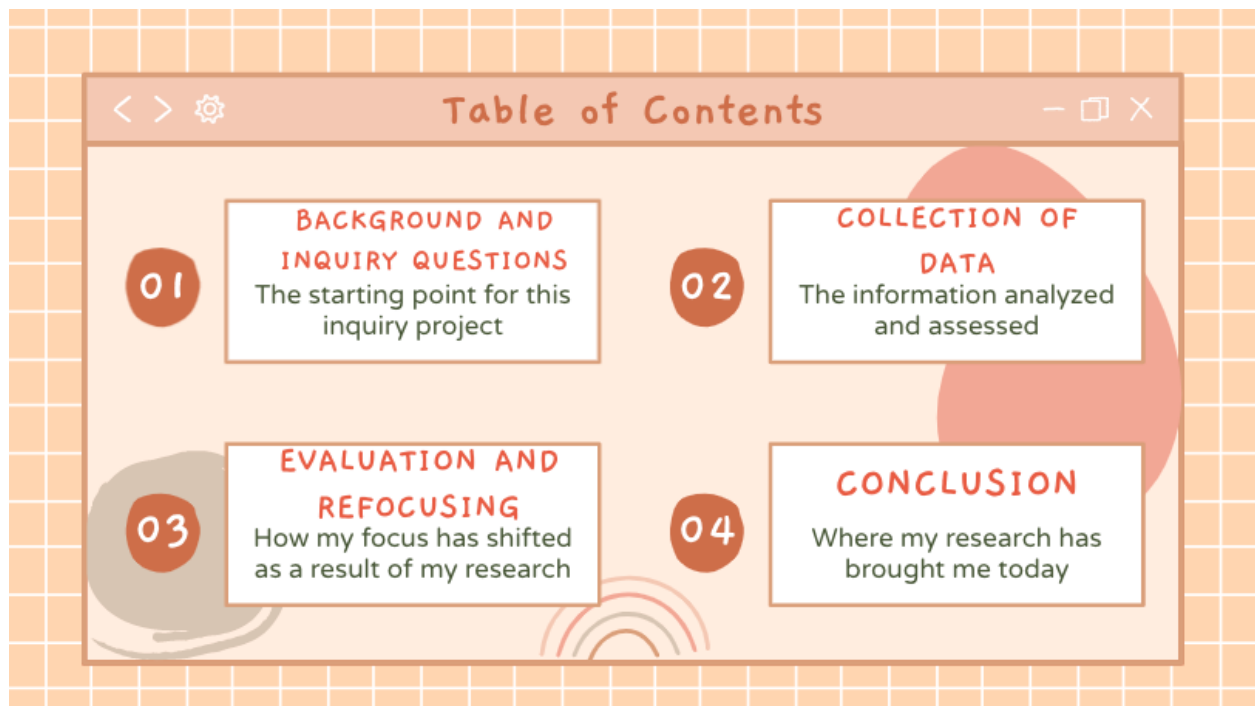 Table of Contents
01
BACKGROUND AND
INQUIRY QUESTIONS
The starting point for this
inquiry project
02
COLLECTION OF
DATA
The information analyzed
and assessed
03
EVALUATION AND
REFOCUSING
How my focus has shifted
as a result of my research
04
CONCLUSION
Where my research has
brought me today